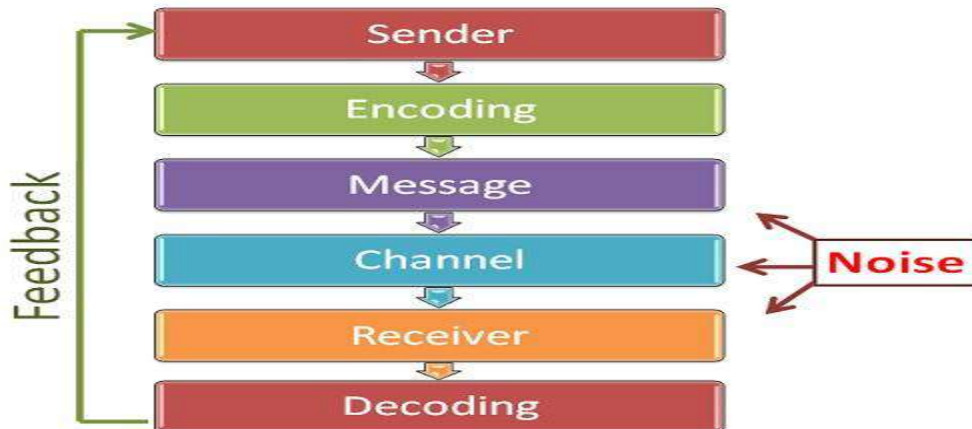 Sender
Encoding
Message
Channel
Receiver
Decoding
Feedback
Noise